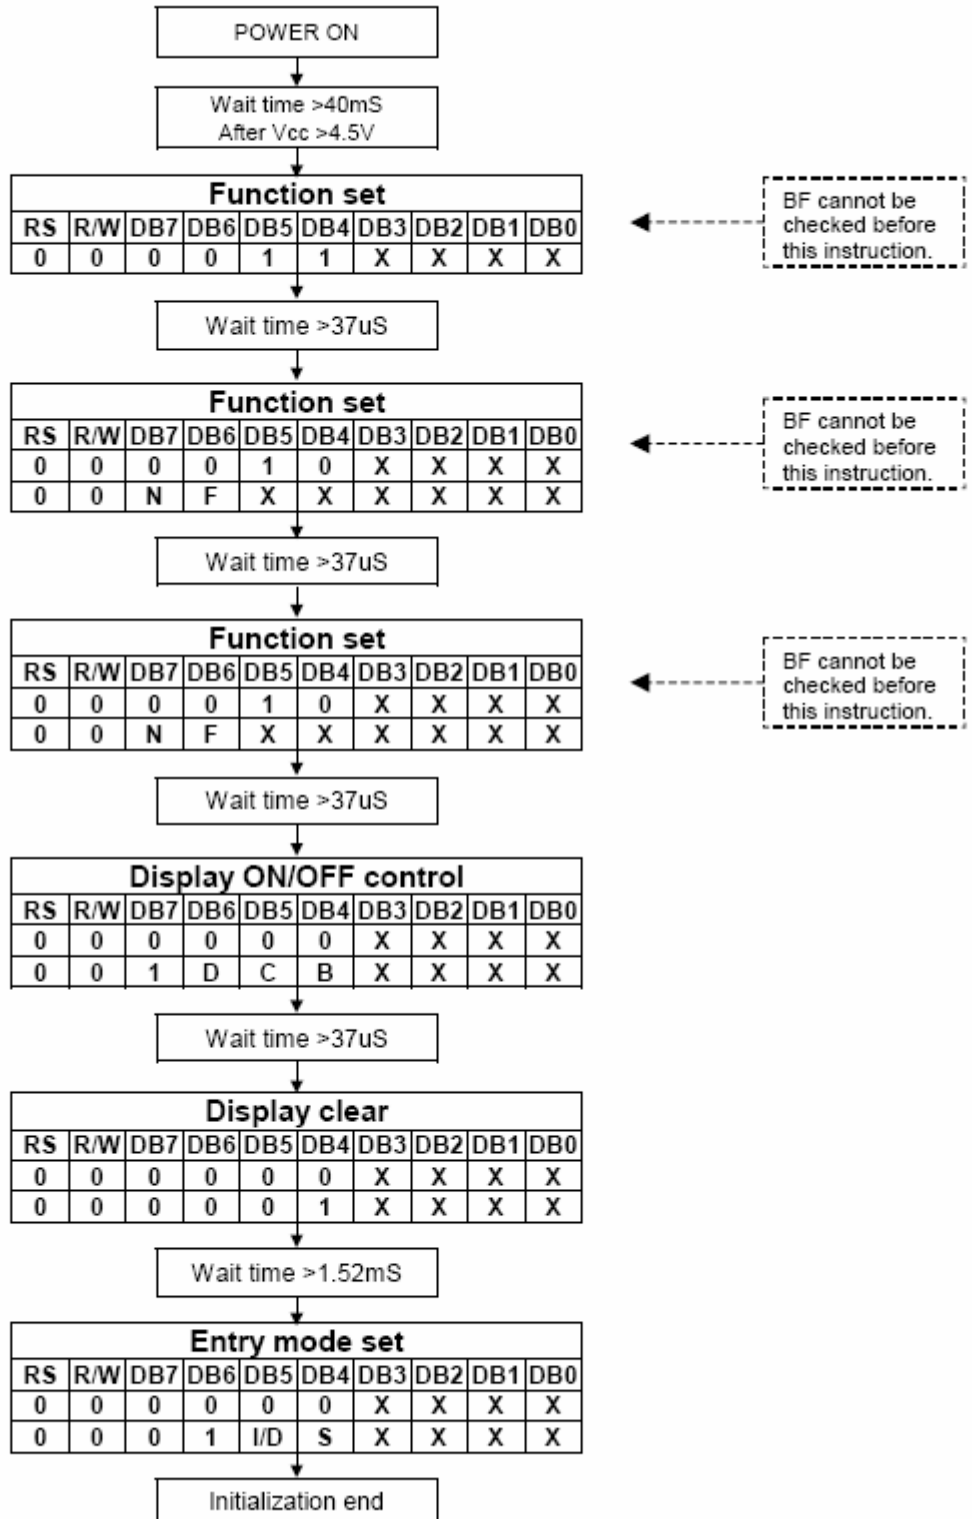 POWER ON
Wait time >40mS
After Vcc >4.5V
Function set
RS R/W DB7 DB6 DB5 DB4 DB3 DB2 DB1 DB0
0 0 0 0 1 1 X X X X
BF cannot be
checked before
this instruction.
Wait time >37uS
Function set
RS R/W DB7 DB6 DB5 DB4 DB3 DB2 DB1 DB0
0 0 0 0 1 0 X X X X
0 0 N F X X X X X X
BF cannot be
checked before
this instruction.
Wait time >37uS
Function set
RS R/W DB7 DB6 DB5 DB4 DB3 DB2 DB1 DB0
0 0 0 0 1 0 X X X X
0 0 N F X X X X X X
BF cannot be
checked before
this instruction.
Wait time >37uS
Display ON/OFF control
RS R/W DB7 DB6 DB5 DB4 DB3 DB2 DB1 DB0
0 0 0 0 0 0 X X X X
0 0 1 D C B X X X X
Wait time >37uS
Display clear
RS R/W DB7 DB6 DB5 DB4 DB3 DB2 DB1 DB0
0 0 0 0 0 0 X X X X
0 0 0 0 0 1 X X X X
Wait time >1.52mS
Entry mode set
RS R/W DB7 DB6 DB5 DB4 DB3 DB2 DB1 DB0
0 0 0 0 0 0 X X X X
0 0 0 1 I/D S X X X X
Initialization end